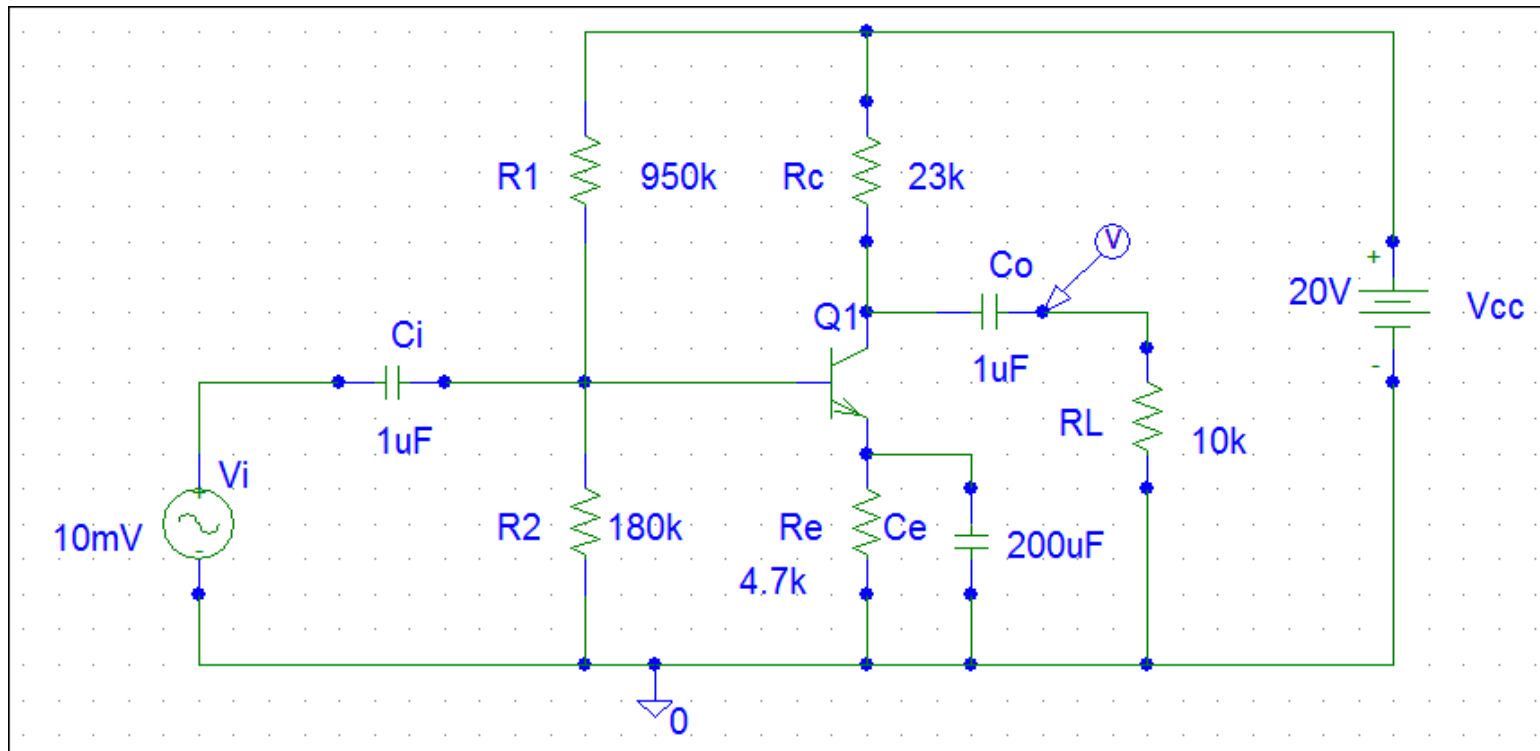 R1
950k
Rc
23k
V
Co
20V
Vcc
+
-
Q1
Ci
1uF
1uF
RL
10k
Vi
+
-
10mV
R2
180k
Re
4.7k
Ce
200uF
0